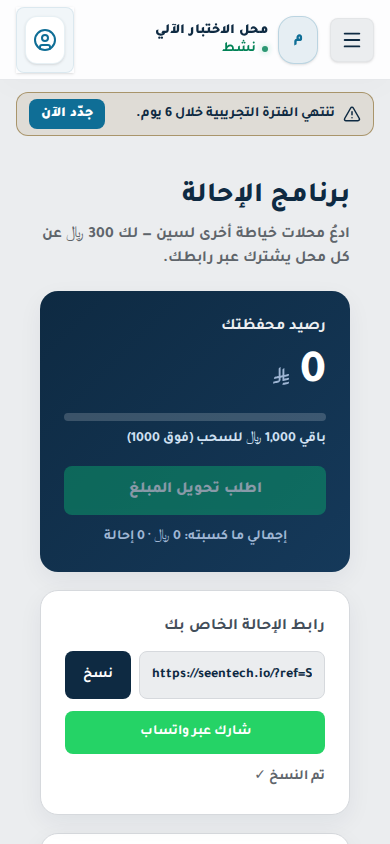 محل الاختبار الآلي
نشط
م
تنتهي الفترة التجريبية خلال 6 يوم.
جدّد الآن
برنامج الإحالة
ادعُ محلات خياطة أخرى لسين — لك 300 ﷼ عن
كل محل يشترك عبر رابطك.
رصيد محفظتك
0
باقي 1,000 ﷼ للسحب (فوق 1000)
اطلب تحويل المبلغ
إجمالي ما كسبته: 0 ﷼ · 0 إحالة
رابط الإحالة الخاص بك
https://seentech.io/?ref=S
نسخ
شارك عبر واتساب
تم النسخ ✓